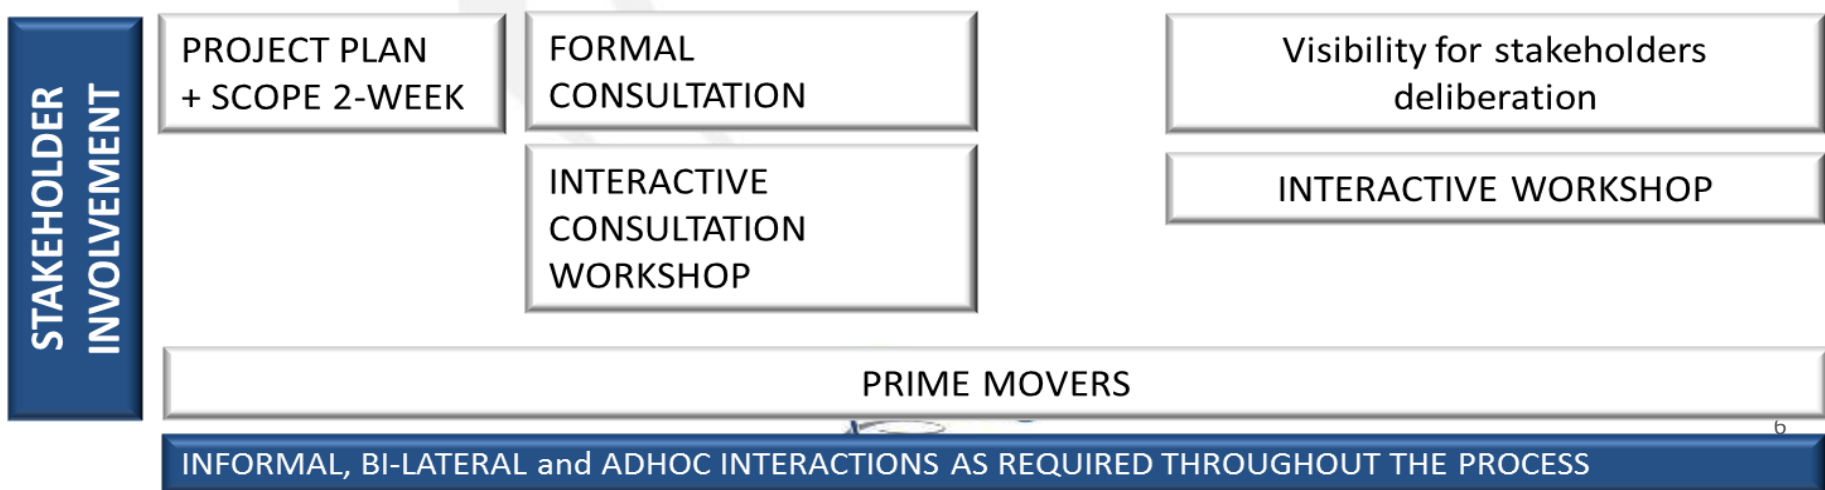 STAKEHOLDER
INVOLVEMENT
PROJECT PLAN
+ SCOPE 2-WEEK
FORMAL
CONSULTATION
INTERACTIVE
CONSULTATION
WORKSHOP
Visibility for stakeholders
deliberation
INTERACTIVE WORKSHOP
PRIME MOVERS
6
INFORMAL, BI-LATERAL and ADHOC INTERACTIONS AS REQUIRED THROUGHOUT THE PROCESS